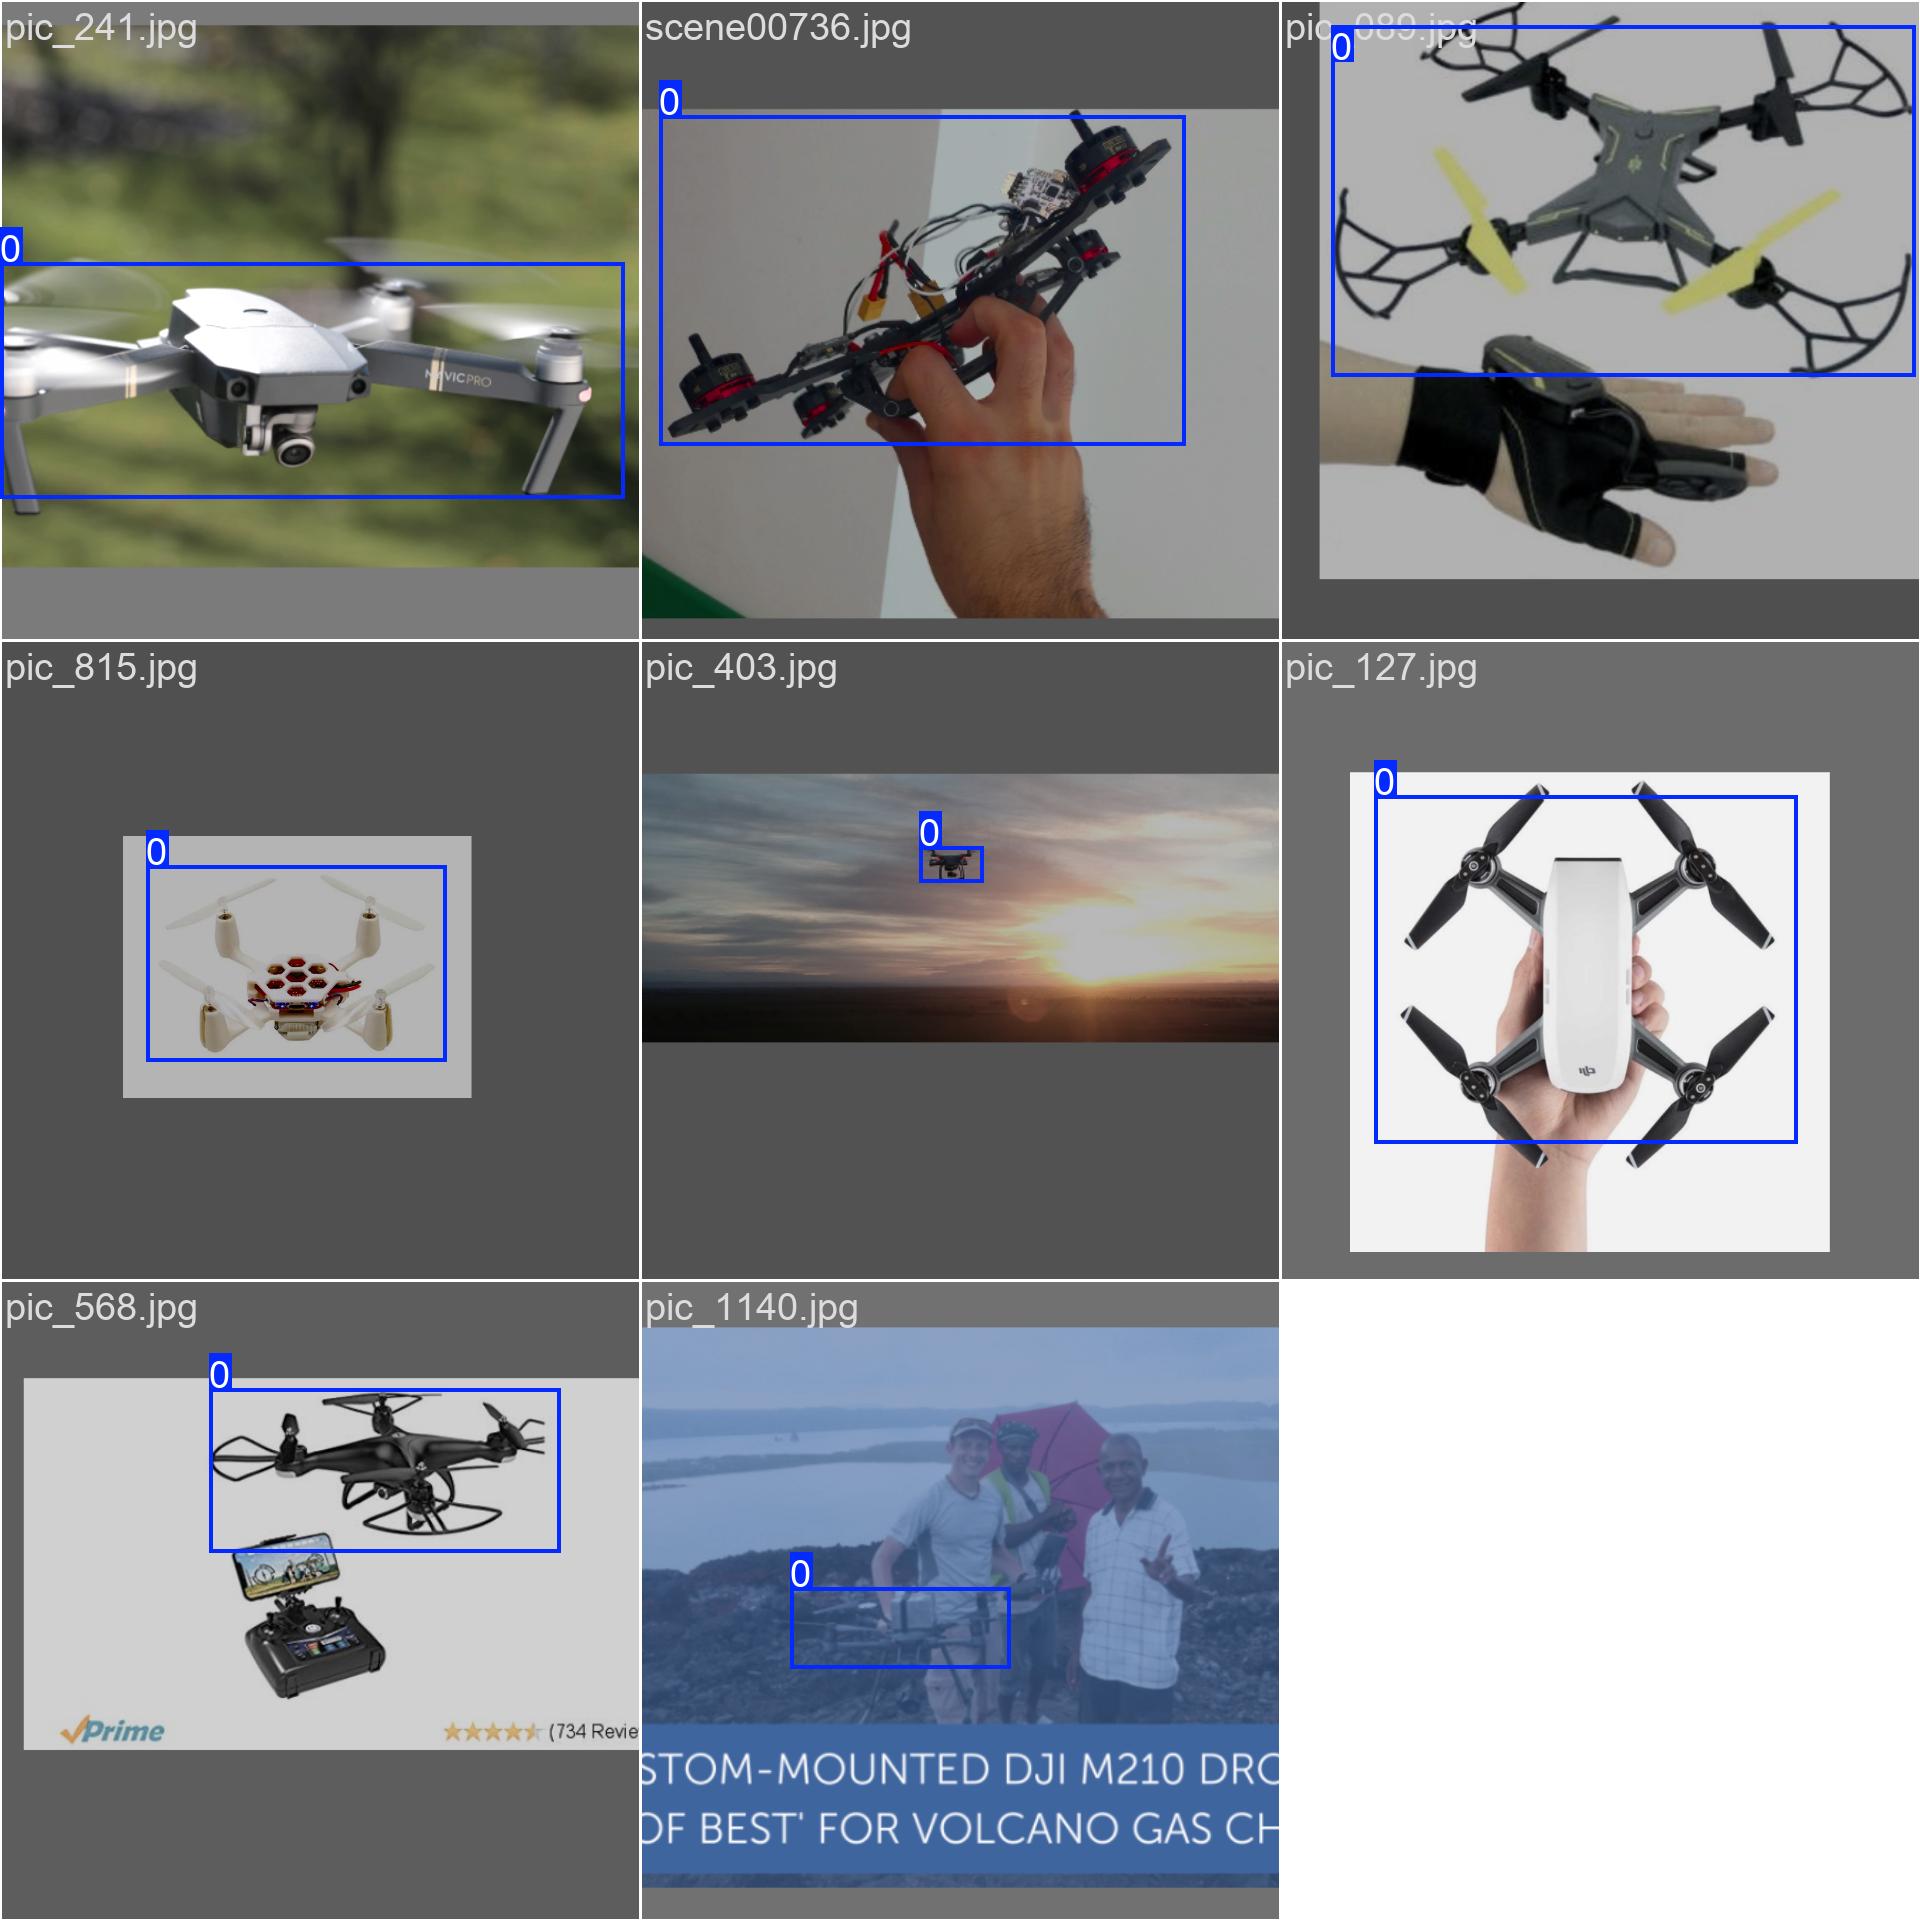 pic_241.jpg
scene00736.jpg
pic_089.jpg
0
0
0
MAVIC PRO
pic_815.jpg
pic_403.jpg
pic_127.jpg
0
0
0
pic_568.jpg
pic_1140.jpg
0
0
Prime
(734 Revie
STOM-MOUNTED DJI M210 DRO
OF BEST' FOR VOLCANO GAS CH